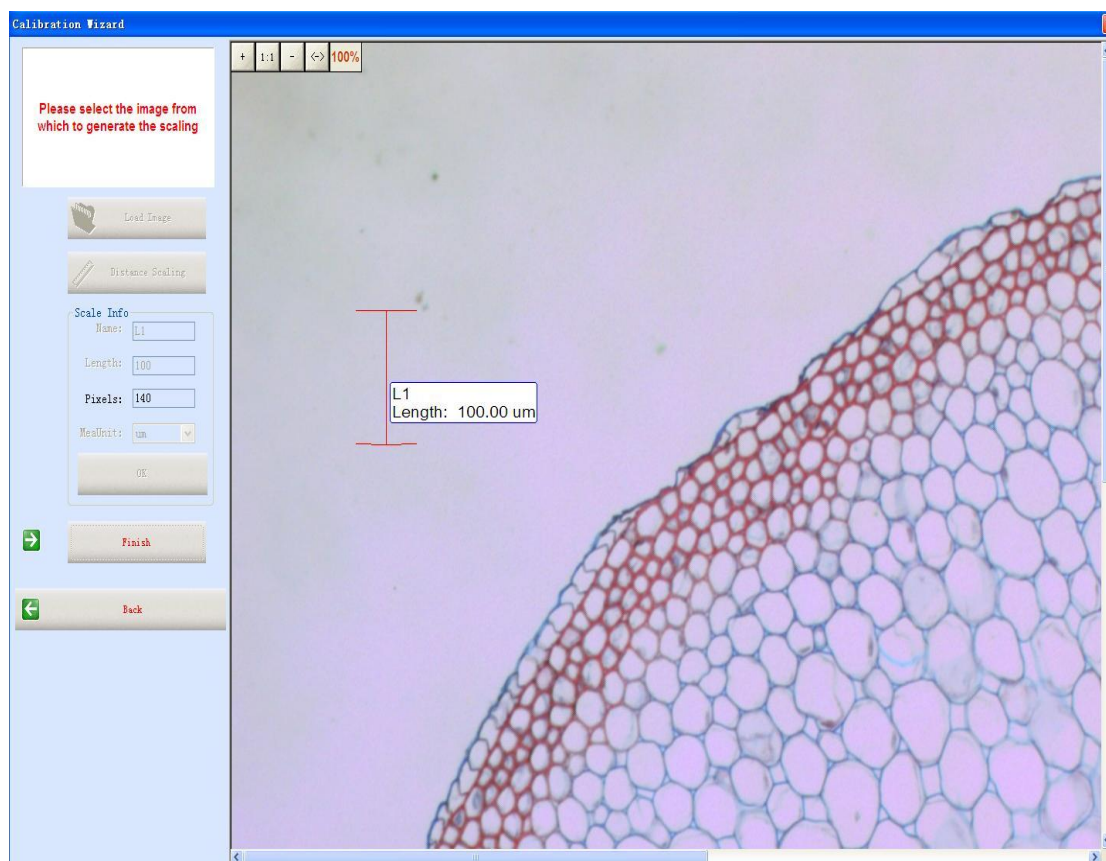 Calibration Wizard
Please select the image from
which to generate the scaling
Load Image
Distance Scaling
Scale Info
Name: L1
Length: 100
Pixels: 140
MeaUnit: um
OK
Finish
Back
+ 1:1 - <-> 100%
L1
Length: 100.00 um